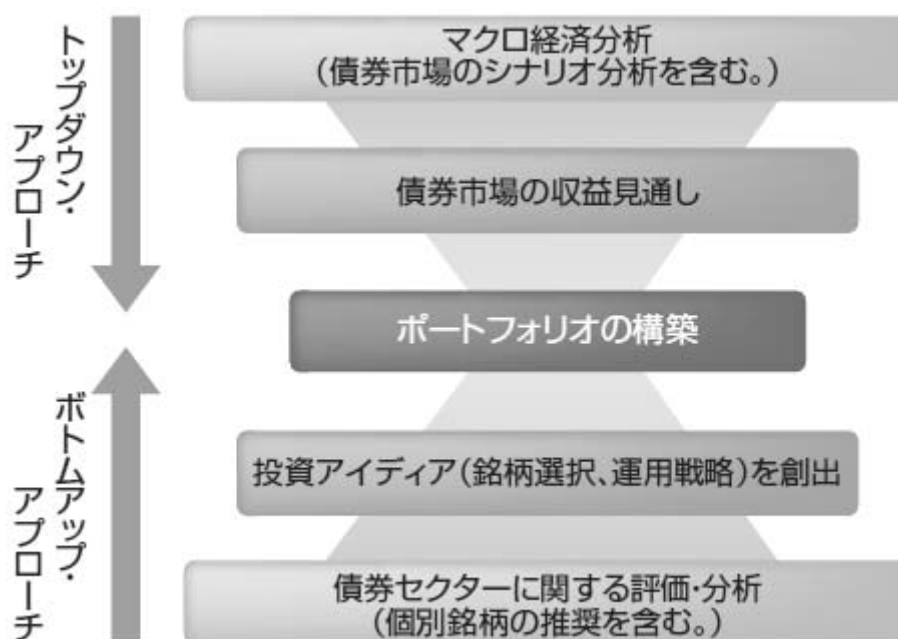 トップダウン・
アプローチ
マクロ経済分析
（債券市場のシナリオ分析を含む。）
債券市場の収益見通し
ポートフォリオの構築
ボトムアップ・
アプローチ
投資アイディア（銘柄選択、運用戦略）を創出
債券セクターに関する評価・分析
（個別銘柄の推奨を含む。）